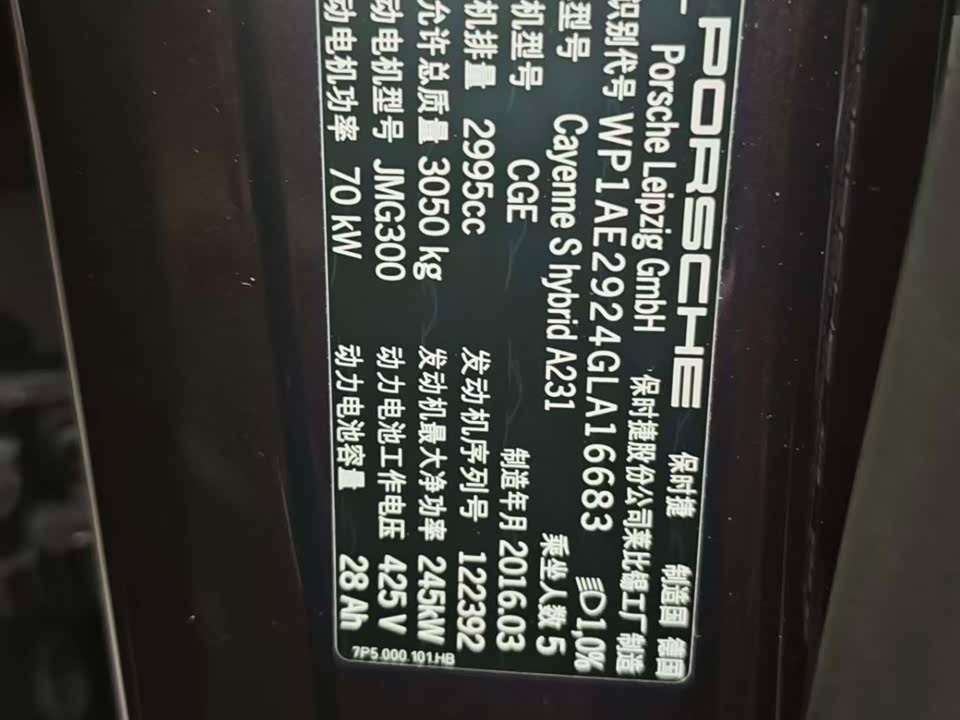 PORSCHE 保时捷 制造国 德国
Porsche Leipzig GmbH 保时捷股份公司莱比锡工厂制造
识别代号 WP1AE2924GLA16683 1,0%
型号 Cayenne S hybrid A231 乘坐人数 5
机型号 CGE 制造年月 2016.03
机排量 2995cc 发动机序列号 122392
允许总质量 3050 kg 发动机最大净功率 245kW
动电机型号 JMG300 动力电池工作电压 425 V
动电机功率 70 kW 动力电池容量 28 Ah
7P5.000.101.HB